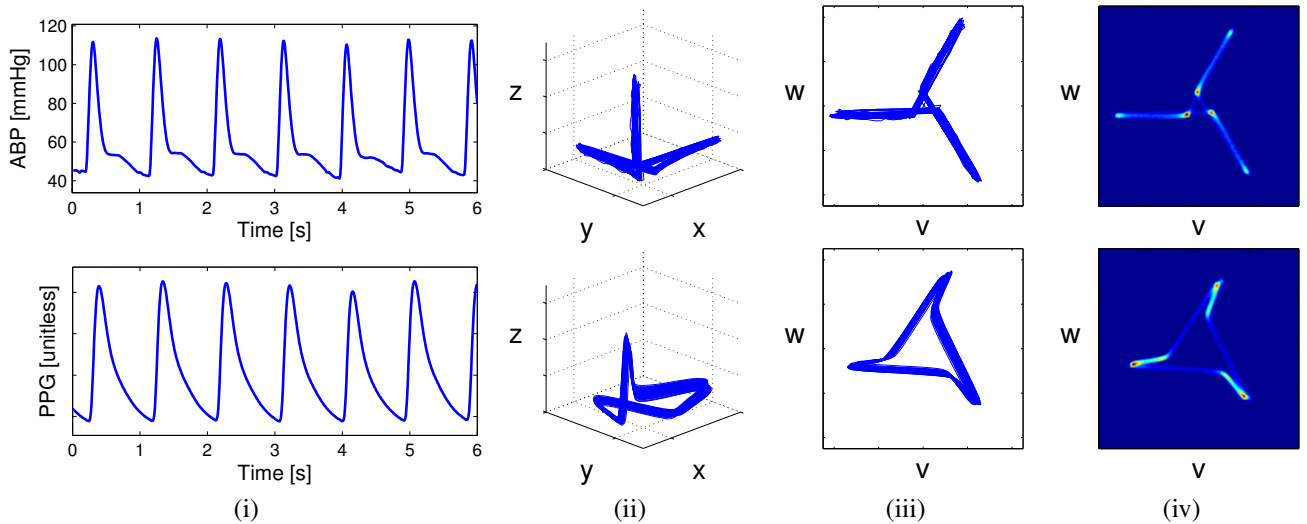 120
100
80
60
40
ABP [mmHg]
0 1 2 3 4 5 6
Time [s]
z
y x
w
v
w
v
PPG [unitless]
0 1 2 3 4 5 6
Time [s]
z
y x
w
v
w
v
(i) (ii) (iii) (iv)